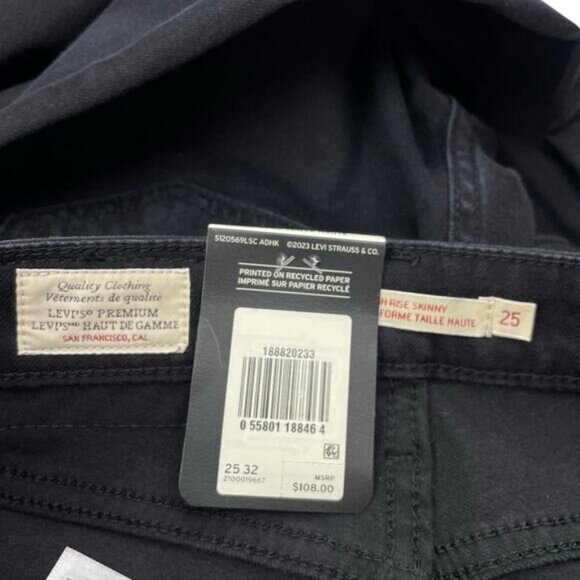 S120569LSC ADHK ©2023 LEVI STRAUSS & CO.
PRINTED ON RECYCLED PAPER
IMPRIMÉ SUR PAPIER RECYCLÉ
Quality Clothing
Vêtements de qualité
LEVI'S® PREMIUM
LEVI'SMD HAUT DE GAMME
SAN FRANCISCO, CAL.
H RISE SKINNY
FORME TAILLE HAUTE
25
188820233
0 55801 18846 4
25 32
2100019667
MSRP
$108.00